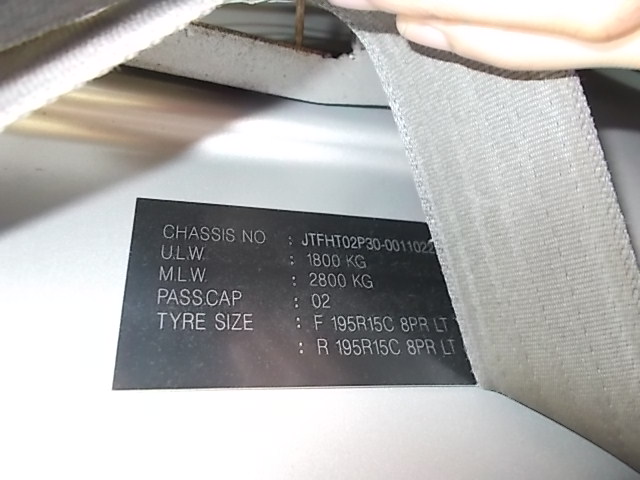 CHASSIS NO : JTFHT02P30-0011022
U.L.W. : 1800 KG
M.L.W. : 2800 KG
PASS.CAP : 02
TYRE SIZE : F 195R15C 8PR LT
: R 195R15C 8PR LT